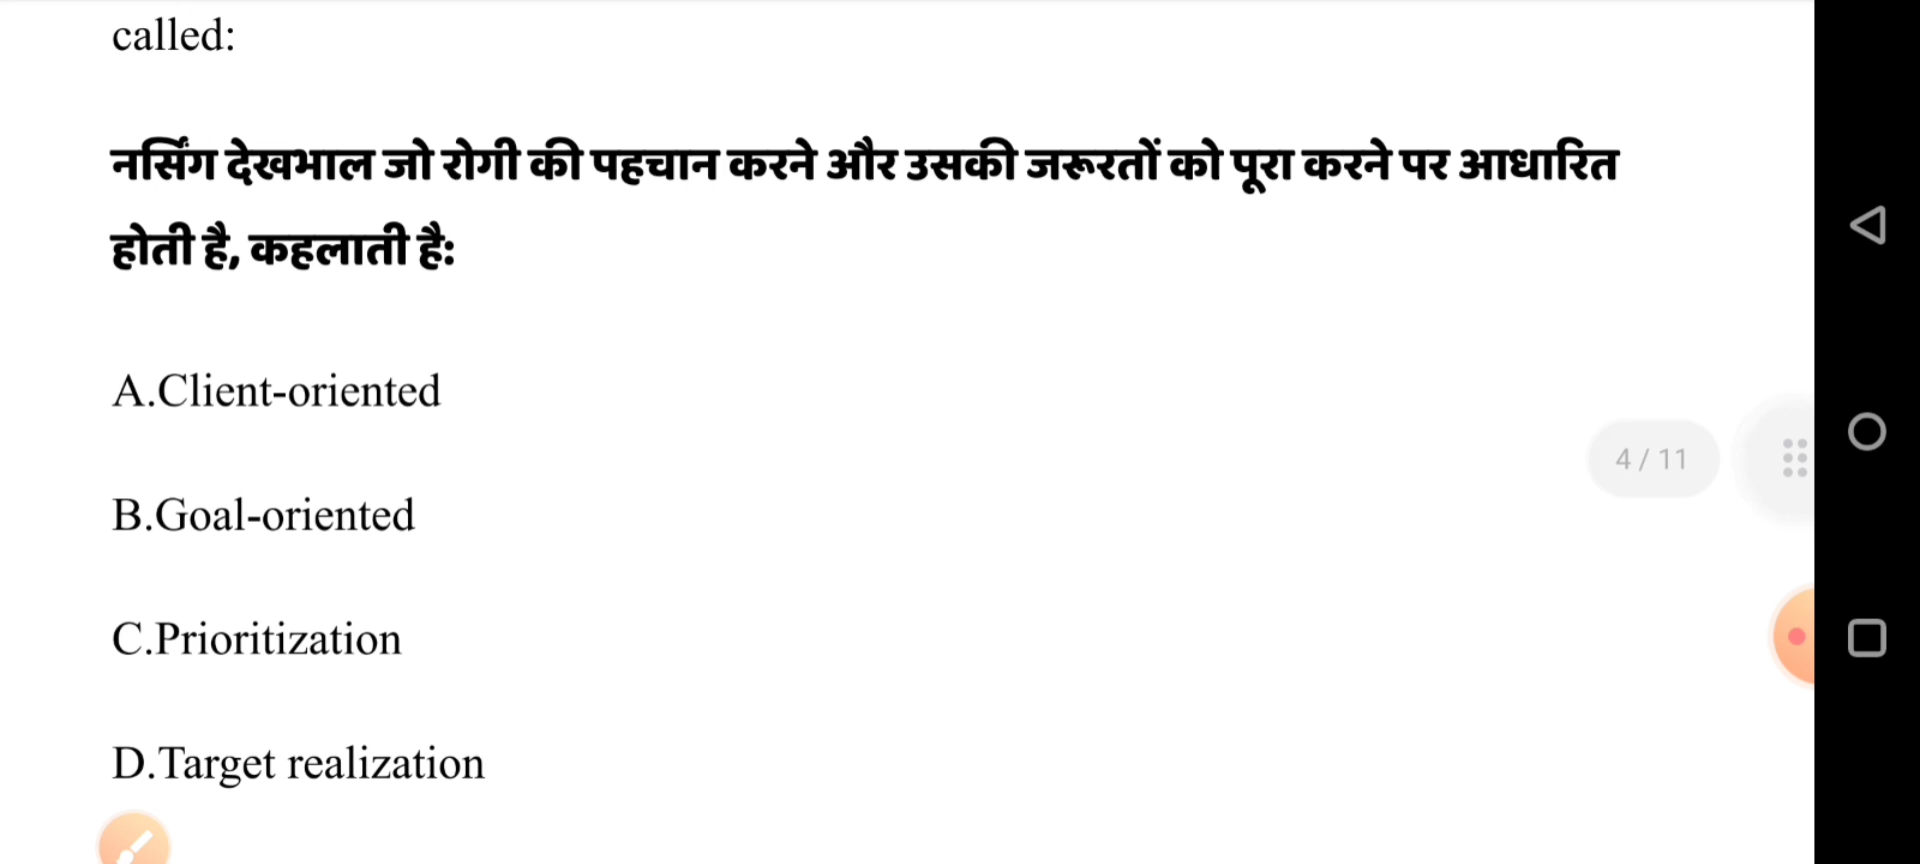 called:
नर्सिंग देखभाल जो रोगी की पहचान करने और उसकी जरूरतों को पूरा करने पर आधारित
होती है, कहलाती है:
A.Client-oriented
B.Goal-oriented
4 / 11
C.Prioritization
D.Target realization